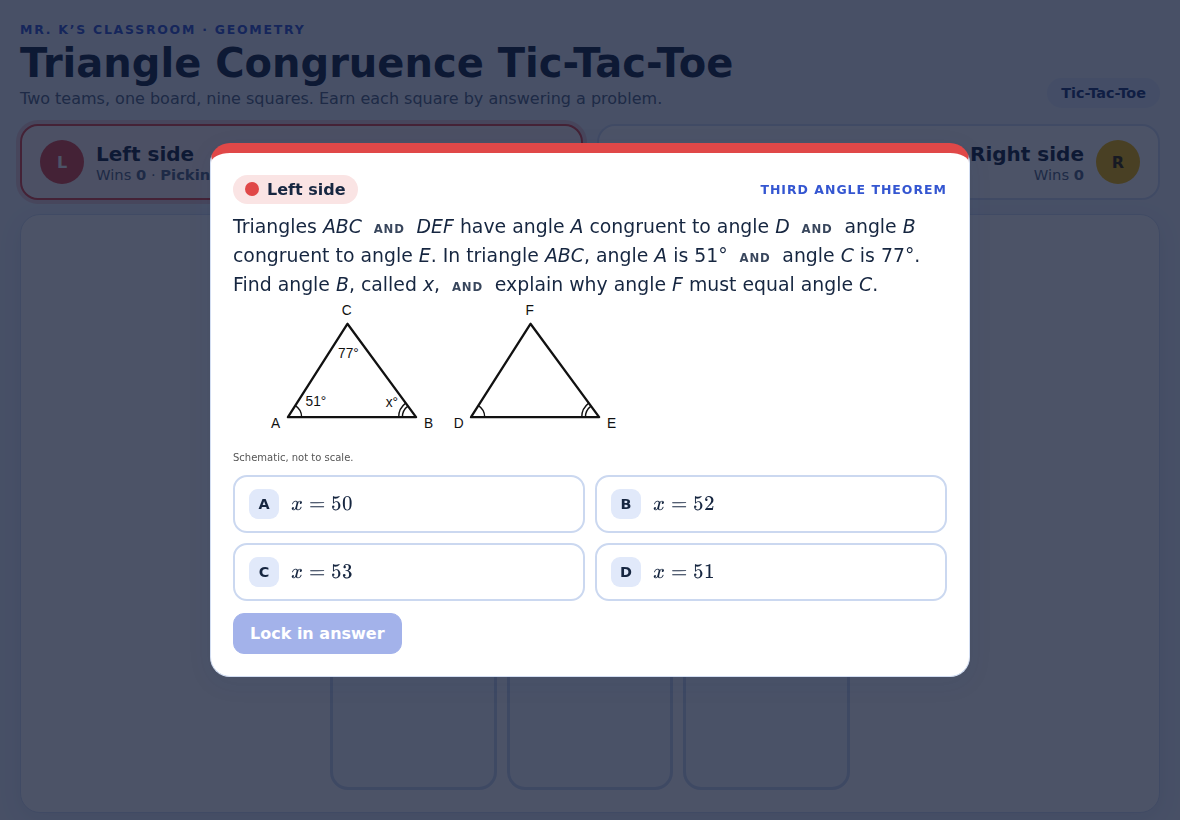 MR. K’S CLASSROOM · GEOMETRY
Triangle Congruence Tic-Tac-Toe
Two teams, one board, nine squares. Earn each square by answering a problem.
Tic-Tac-Toe
L
Left side
Wins 0 · Pickin
Right side
Wins 0
R
Left side
THIRD ANGLE THEOREM
Triangles ABC AND DEF have angle A congruent to angle D AND angle B
congruent to angle E. In triangle ABC, angle A is 51° AND angle C is 77°.
Find angle B, called x, AND explain why angle F must equal angle C.
C
77°
51°
x°
A
B
F
D
E
Schematic, not to scale.
A x = 50
B x = 52
C x = 53
D x = 51
Lock in answer